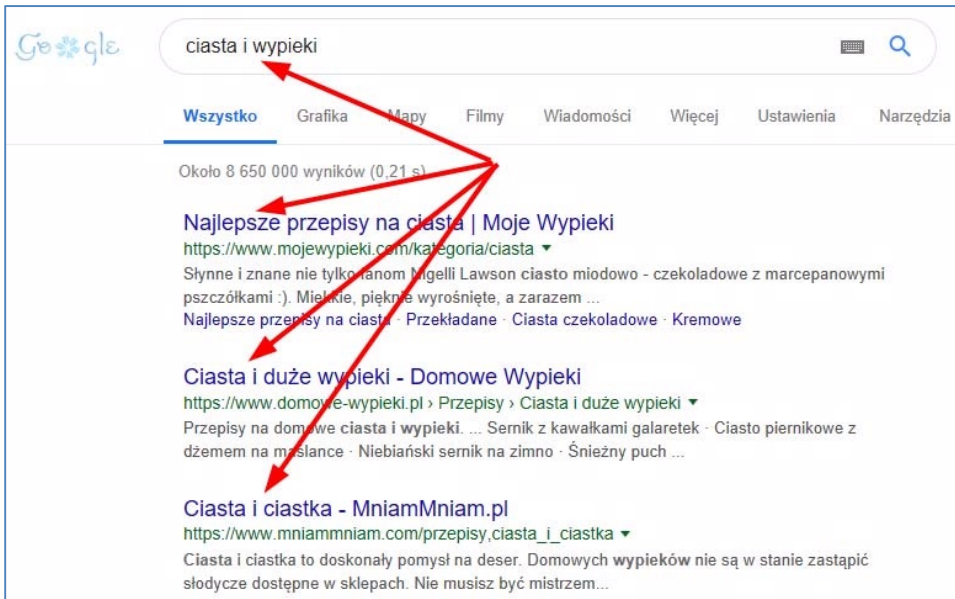 Google
ciasta i wypieki
Wszystko Grafika Mapy Filmy Wiadomości Więcej Ustawienia Narzędzia
Około 8 650 000 wyników (0,21 s)
Najlepsze przepisy na ciasta | Moje Wypieki
https://www.mojewypieki.com/kategoria/ciasta
Słynne i znane nie tylko fanom Nigelli Lawson ciasto miodowo - czekoladowe z marcepanowymi
pszczółkami :). Miękkie, pięknie wyrośnięte, a zarazem ...
Najlepsze przepisy na ciasta · Przekładane · Ciasta czekoladowe · Kremowe
Ciasta i duże wypieki - Domowe Wypieki
https://www.domowe-wypieki.pl › Przepisy › Ciasta i duże wypieki
Przepisy na domowe ciasta i wypieki. ... Sernik z kawałkami galaretek · Ciasto piernikowe z
dżemem na maślance · Niebiański sernik na zimno · Śnieżny puch ...
Ciasta i ciastka - MniamMniam.pl
https://www.mniammniam.com/przepisy,ciasta_i_ciastka
Ciasta i ciastka to doskonały pomysł na deser. Domowych wypieków nie są w stanie zastąpić
słodycze dostępne w sklepach. Nie musisz być mistrzem...